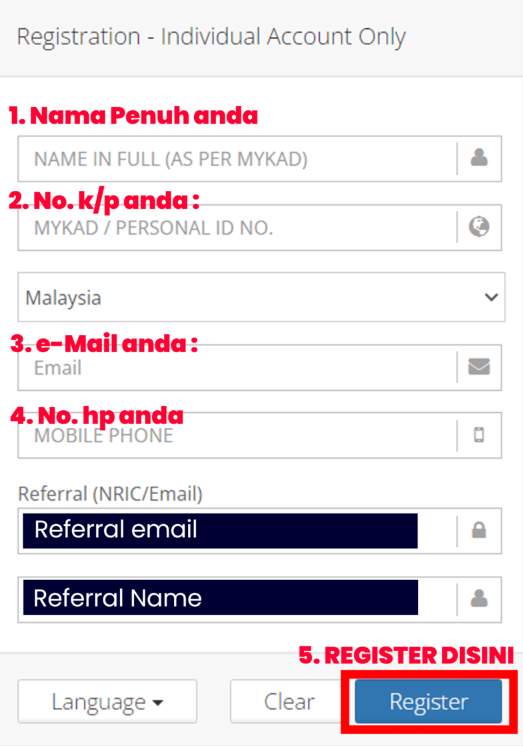 Registration - Individual Account Only
1. Nama Penuh anda
NAME IN FULL (AS PER MYKAD)
2. No. k/p anda :
MYKAD / PERSONAL ID NO.
Malaysia
3. e-Mail anda :
Email
4. No. hp anda
MOBILE PHONE
Referral (NRIC/Email)
Referral email
Referral Name
5. REGISTER DISINI
Language Clear Register